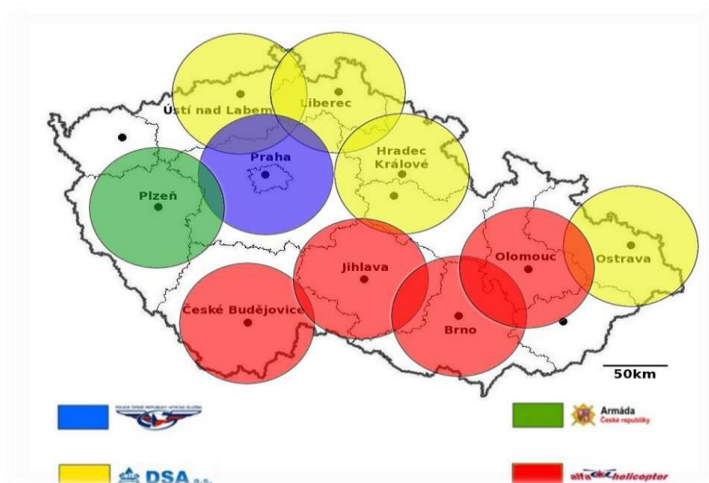 Ústí nad Labem
Liberec
Praha
Hradec
Králové
Plzeň
Jihlava
Olomouc
Ostrava
České Budějovice
Brno
50km
Armáda
České republiky
DSA a.s.
alfa helicopter